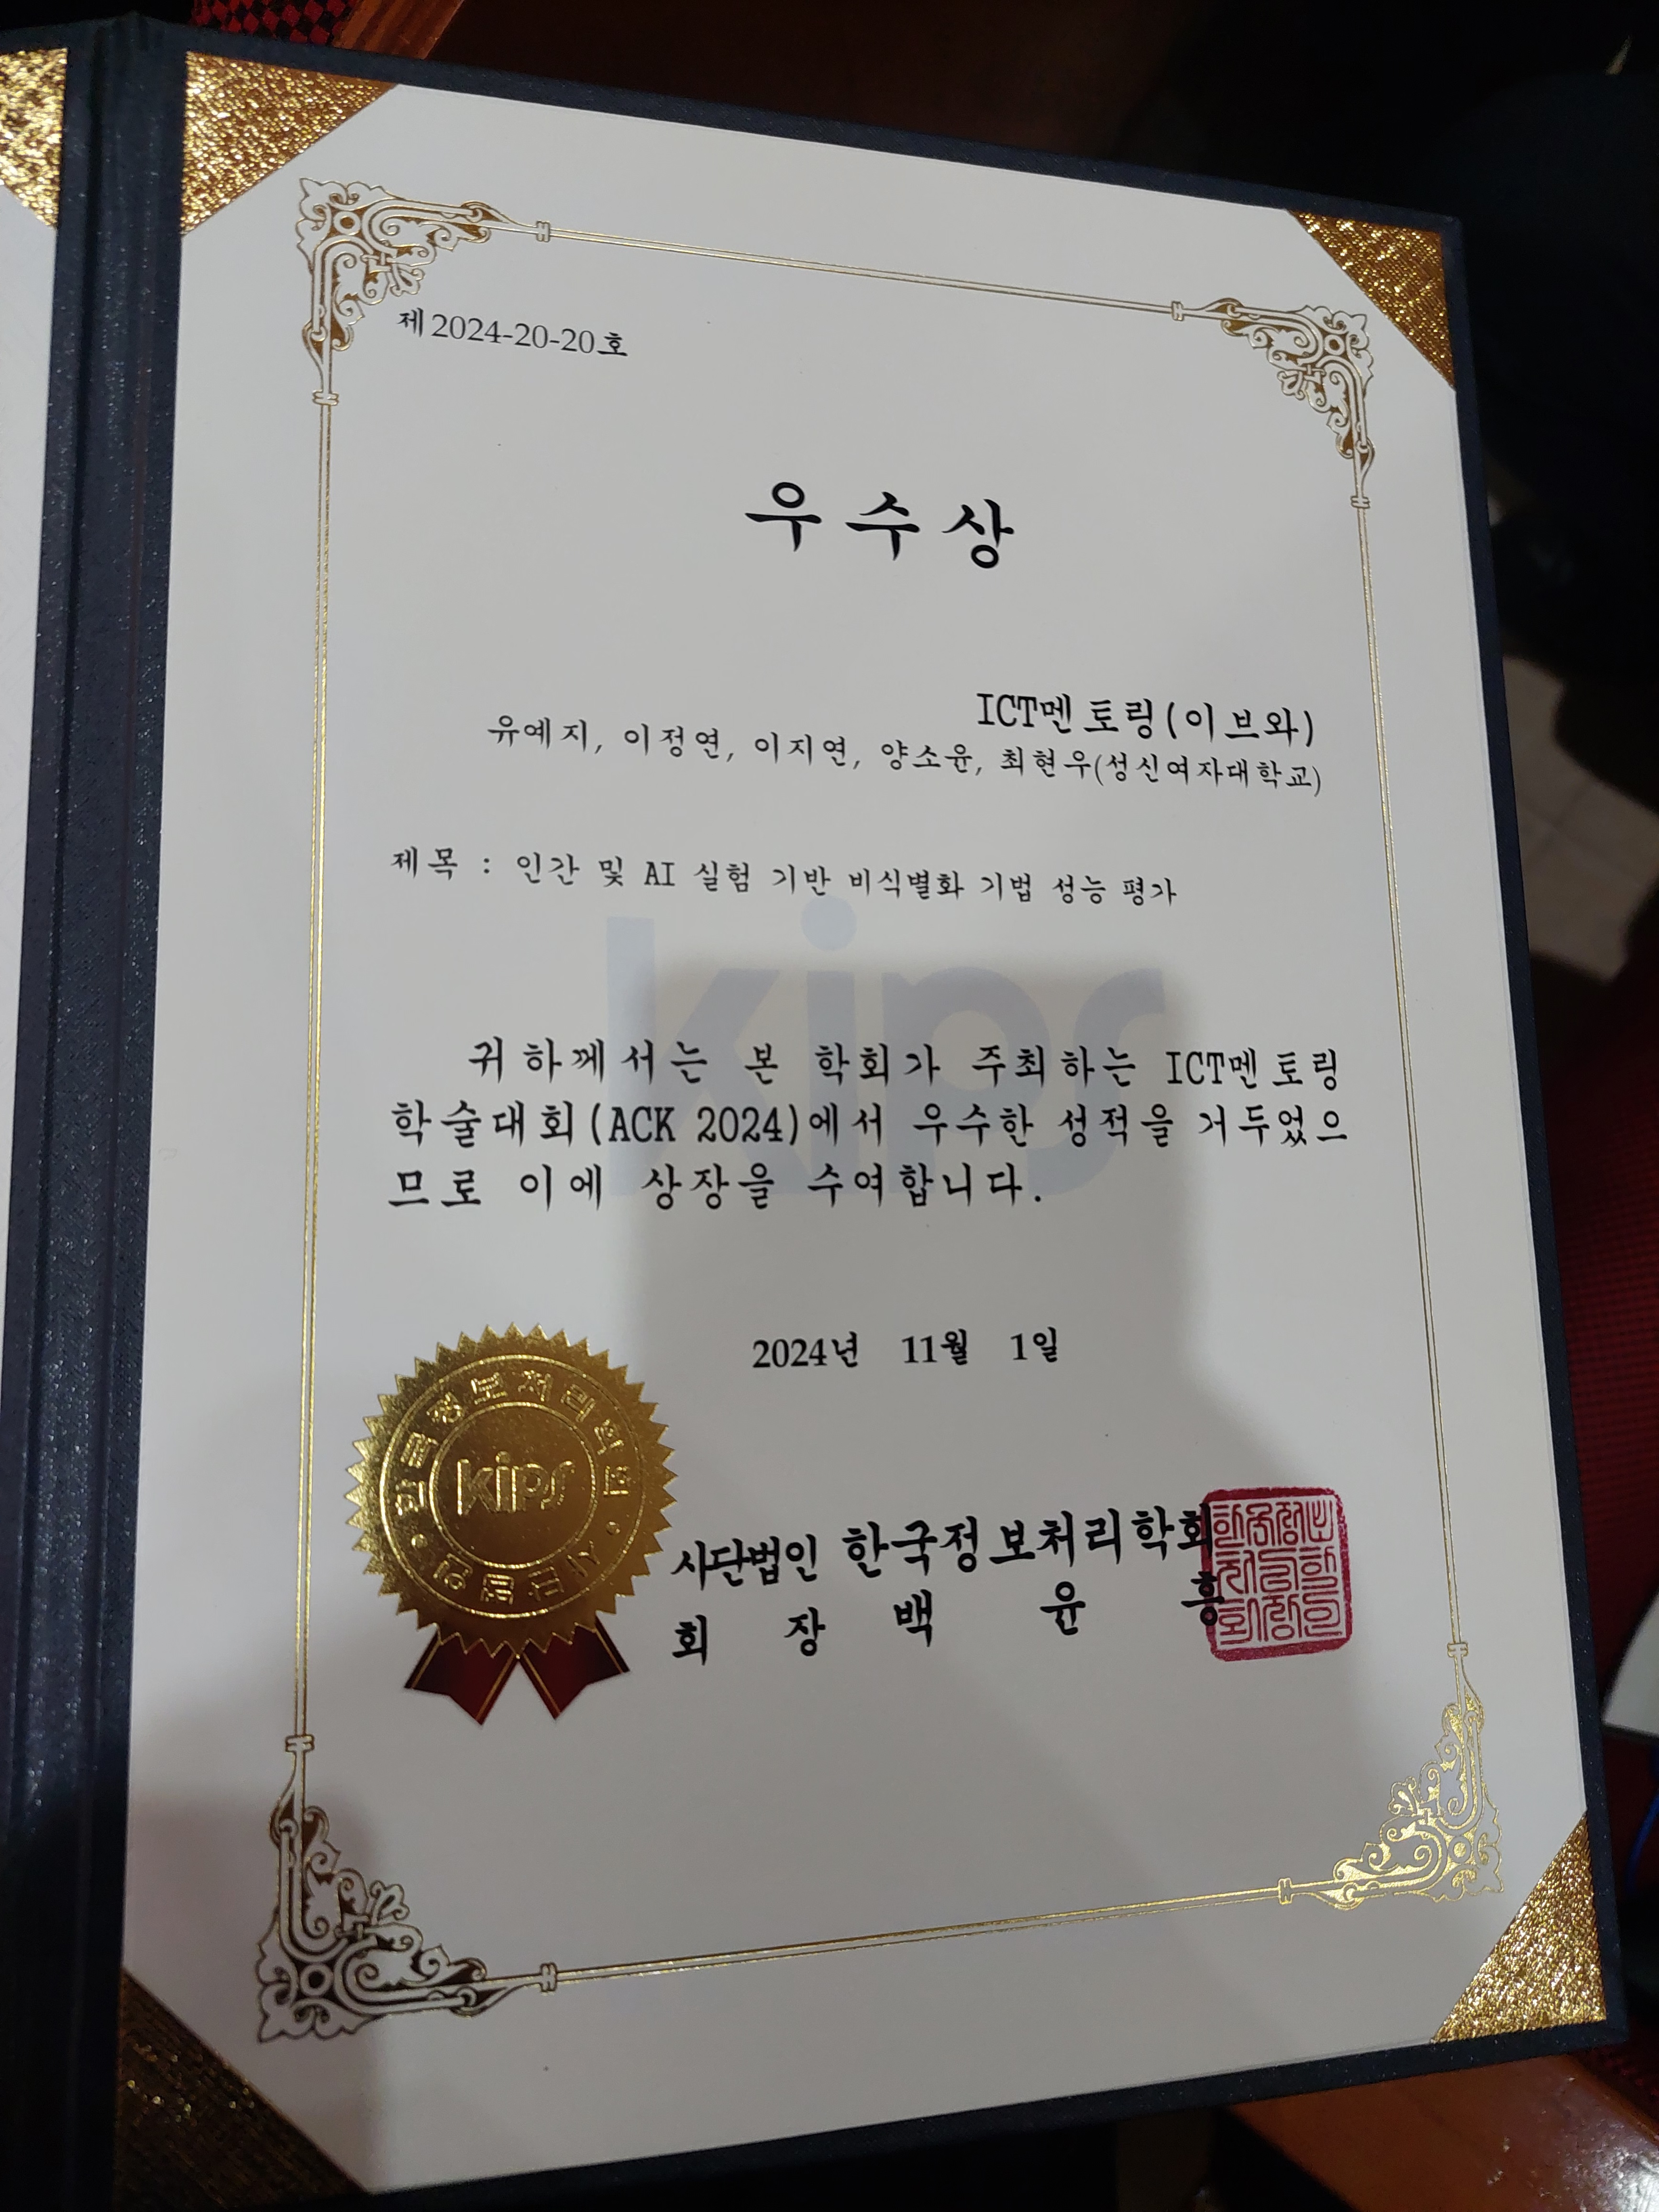 제 2024-20-20호
우수상
ICT멘토링(이브와)
유예지, 이정연, 이지연, 양소윤, 최현우(성신여자대학교)
제목 : 인간 및 AI 실험 기반 비식별화 기법 성능 평가
kips
귀하께서는 본 학회가 주최하는 ICT멘토링
학술대회(ACK 2024)에서 우수한 성적을 거두었으
므로 이에 상장을 수여합니다.
2024년 11월 1일
한국정보처리학회
kips
사단법인 한국정보처리학회
회 장 백 윤 흥